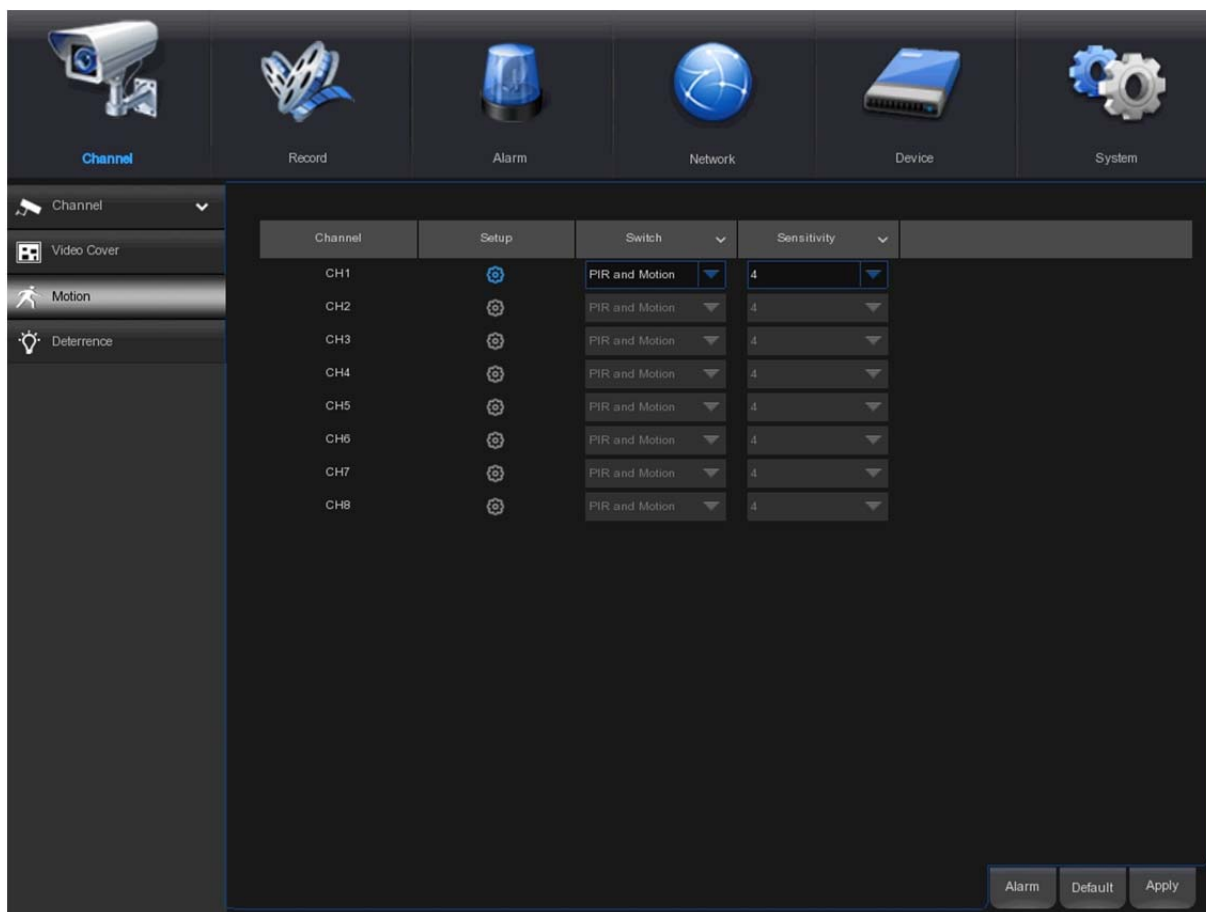 Channel Record Alarm Network Device System
Channel
Video Cover
Motion
Deterrence
Channel Setup Switch Sensitivity
CH1 PIR and Motion 4
CH2 PIR and Motion 4
CH3 PIR and Motion 4
CH4 PIR and Motion 4
CH5 PIR and Motion 4
CH6 PIR and Motion 4
CH7 PIR and Motion 4
CH8 PIR and Motion 4
Alarm Default Apply